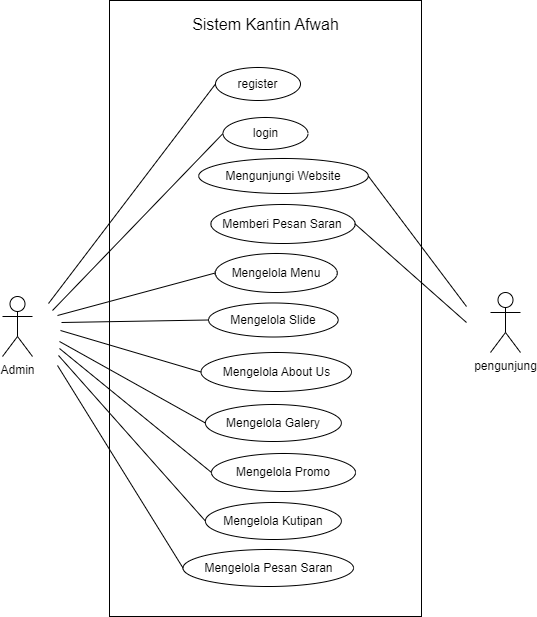 Sistem Kantin Afwah
register
login
Mengunjungi Website
Memberi Pesan Saran
Mengelola Menu
Mengelola Slide
Mengelola About Us
Mengelola Galery
Mengelola Promo
Mengelola Kutipan
Mengelola Pesan Saran
Admin
pengunjung